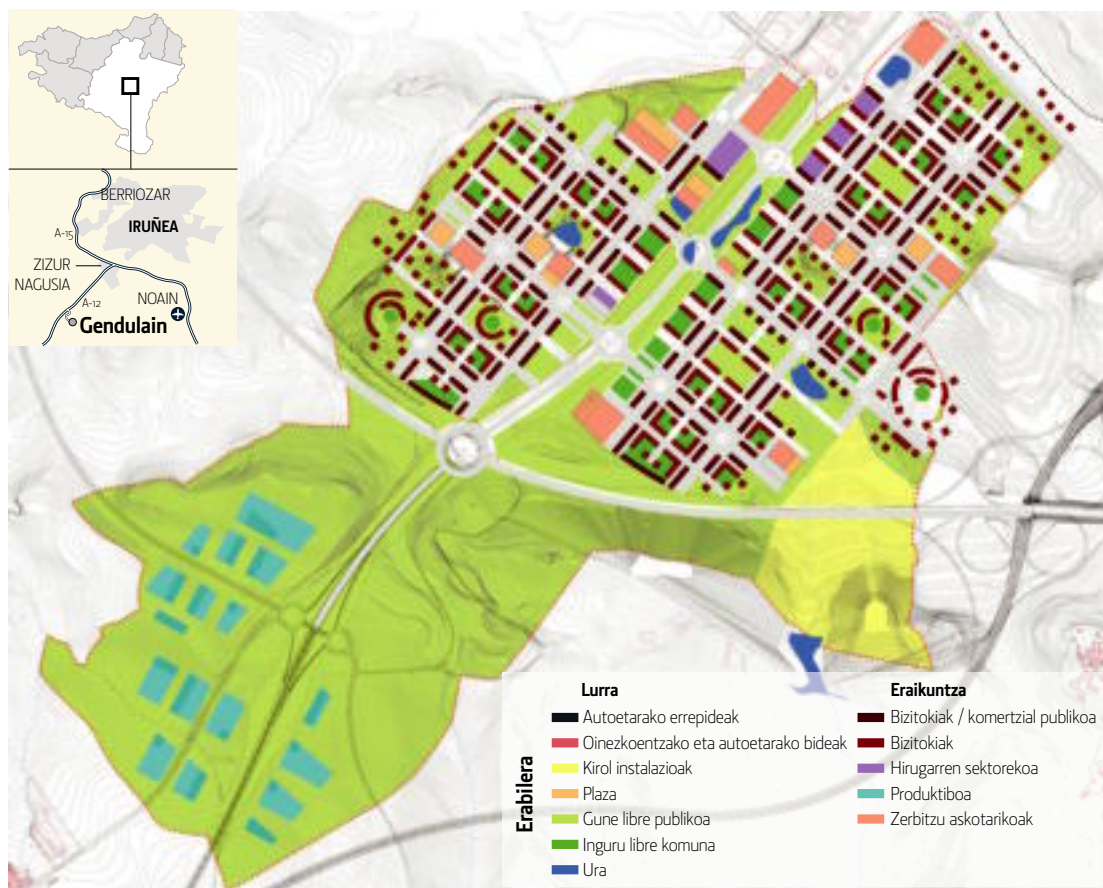 BERRIOZAR
IRUÑEA
A-15
ZIZUR
NAGUSIA
A-12
NOAIN
Gendulain
Erabilera
Lurra
Autoetarako errepideak
Oinezkoentzako eta autoetarako bideak
Kirol instalazioak
Plaza
Gune libre publikoa
Inguru libre komuna
Ura
Eraikuntza
Bizitokiak / komertzial publikoa
Bizitokiak
Hirugarren sektorekoa
Produktiboa
Zerbitzu askotarikoak